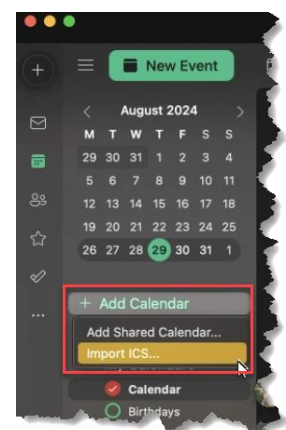 New Event
August 2024
M T W T F S S
29 30 31 1 2 3 4
5 6 7 8 9 10 11
12 13 14 15 16 17 18
19 20 21 22 23 24 25
26 27 28 29 30 31 1
+ Add Calendar
Add Shared Calendar...
Import ICS...
Calendar
Birthdays